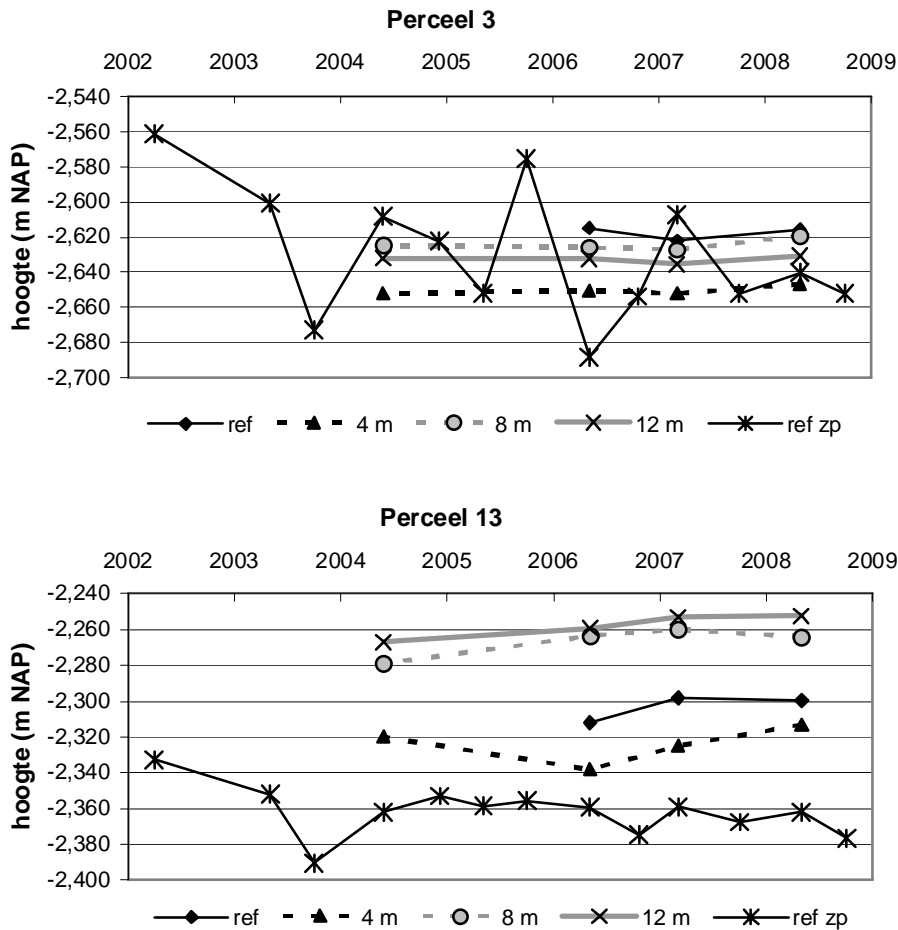 Perceel 3
2002 2003 2004 2005 2006 2007 2008 2009
hoogte (m NAP)
-2,540
-2,560
-2,580
-2,600
-2,620
-2,640
-2,660
-2,680
-2,700
ref 4 m 8 m 12 m ref zp
Perceel 13
2002 2003 2004 2005 2006 2007 2008 2009
hoogte (m NAP)
-2,240
-2,260
-2,280
-2,300
-2,320
-2,340
-2,360
-2,380
-2,400
ref 4 m 8 m 12 m ref zp